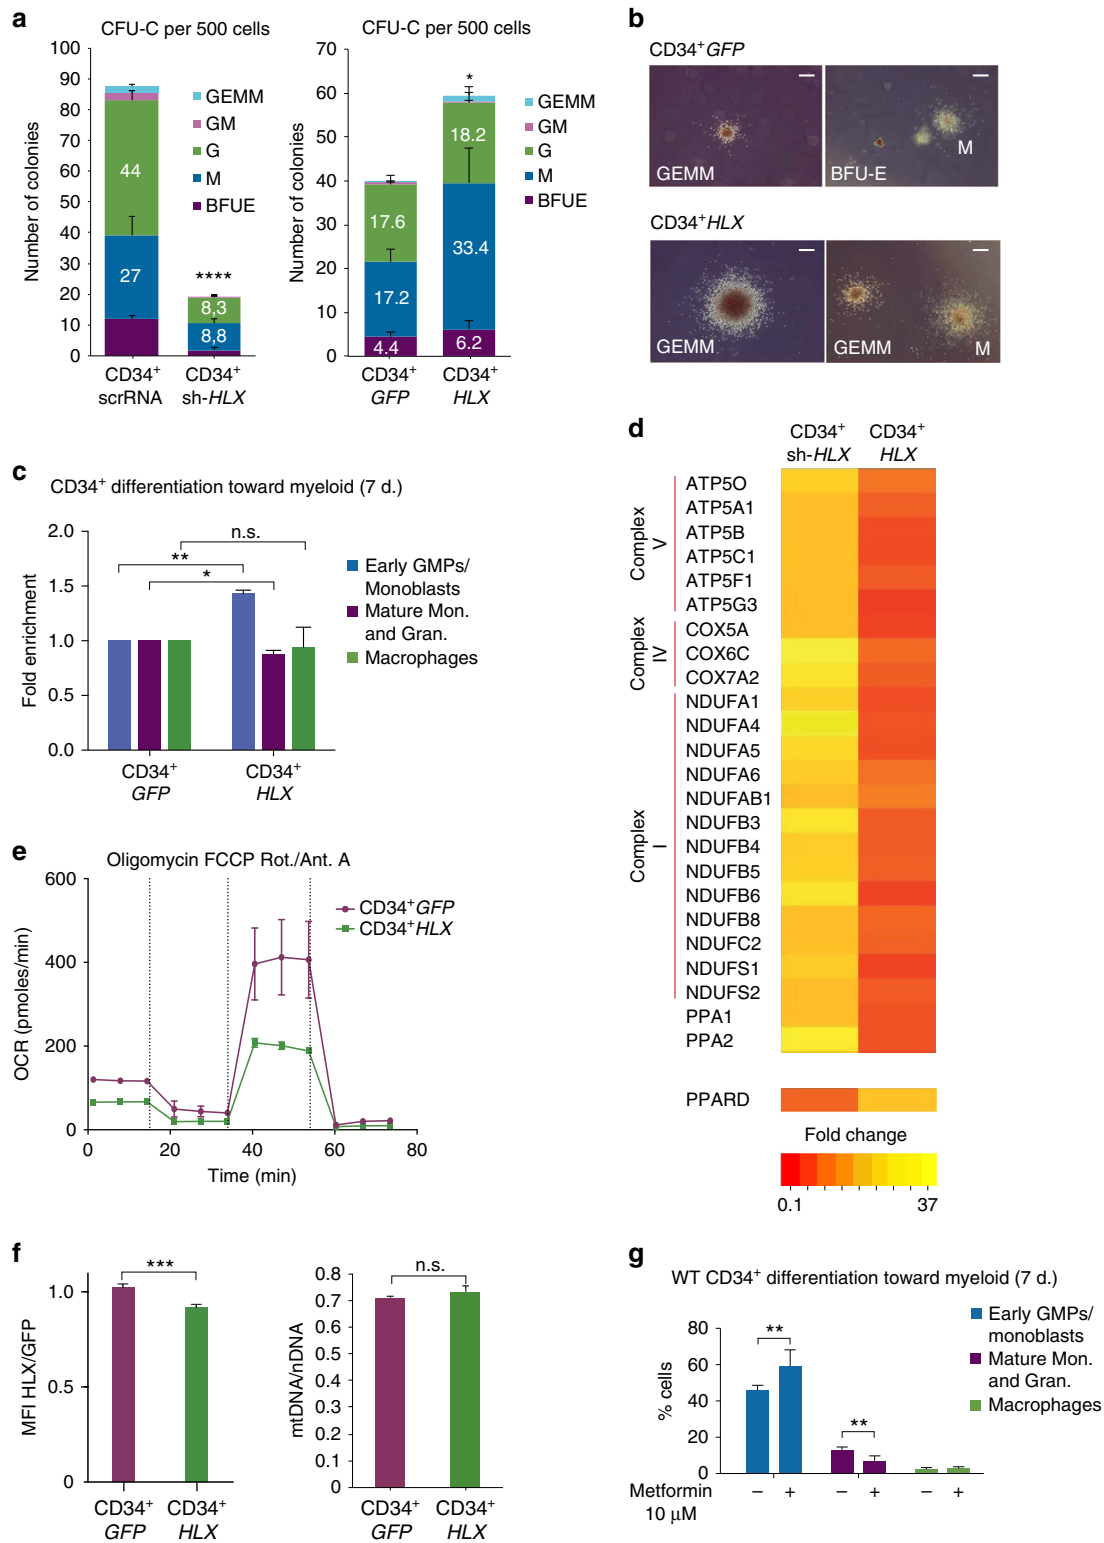 a
CFU-C per 500 cells
Number of colonies
100
90
80
70
60
50
40
30
20
10
0
44
27
****
8,3
8,8
GEMM
GM
G
M
BFUE
CD34+
scrRNA
CD34+
sh-HLX
CFU-C per 500 cells
Number of colonies
70
60
50
40
30
20
10
0
17.6
17.2
4.4
*
18.2
33.4
6.2
GEMM
GM
G
M
BFUE
CD34+
GFP
CD34+
HLX
b
CD34+GFP
GEMM
BFU-E
M
CD34+HLX
GEMM
GEMM
M
c
CD34+ differentiation toward myeloid (7 d.)
Fold enrichment
2.0
1.5
1.0
0.5
0.0
n.s.
**
*
Early GMPs/
Monoblasts
Mature Mon.
and Gran.
Macrophages
CD34+
GFP
CD34+
HLX
d
CD34+
sh-HLX
CD34+
HLX
Complex
V
ATP5O
ATP5A1
ATP5B
ATP5C1
ATP5F1
ATP5G3
Complex
IV
COX5A
COX6C
COX7A2
Complex
I
NDUFA1
NDUFA4
NDUFA5
NDUFA6
NDUFAB1
NDUFB3
NDUFB4
NDUFB5
NDUFB6
NDUFB8
NDUFC2
NDUFS1
NDUFS2
PPA1
PPA2
PPARD
Fold change
0.1
37
e
Oligomycin FCCP Rot./Ant. A
OCR (pmoles/min)
600
400
200
0
CD34+GFP
CD34+HLX
0
20
40
60
80
Time (min)
f
MFI HLX/GFP
1.0
0.5
0
***
CD34+
GFP
CD34+
HLX
mtDNA/nDNA
0.8
0.7
0.6
0.5
0.4
0.3
0.2
0.1
0
n.s.
CD34+
GFP
CD34+
HLX
g
WT CD34+ differentiation toward myeloid (7 d.)
% cells
80
60
40
20
0
**
**
Early GMPs/
monoblasts
Mature Mon.
and Gran.
Macrophages
Metformin
10 µM
− + − + − +